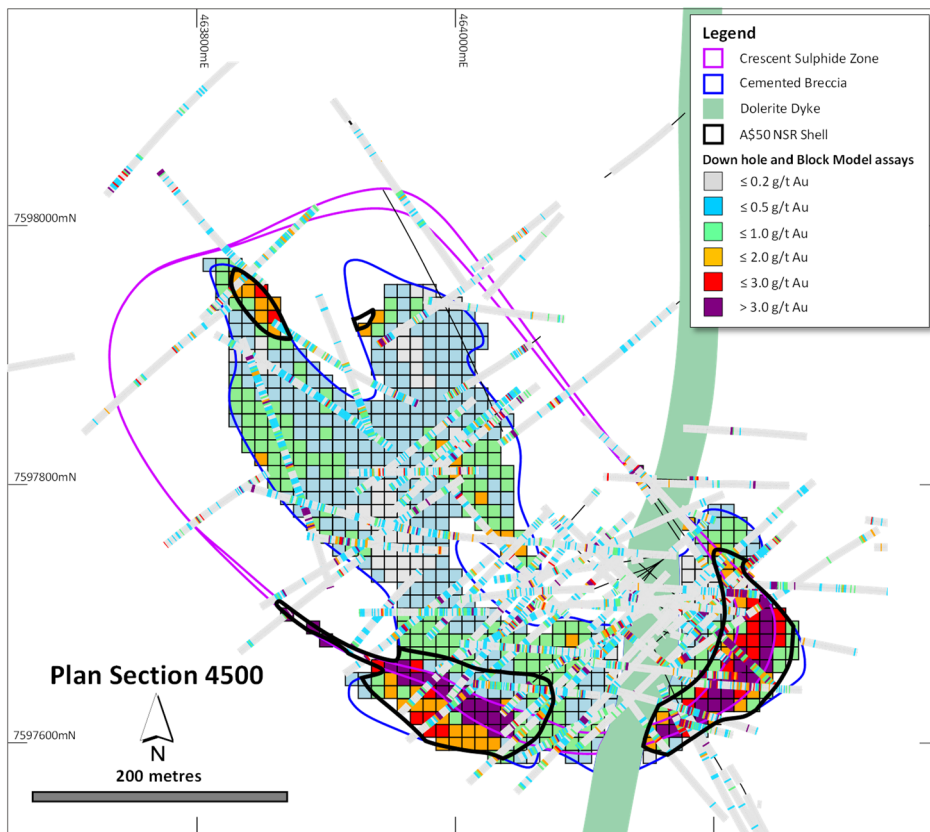 463800mE
464000mE
Legend
Crescent Sulphide Zone
Cemented Breccia
Dolerite Dyke
A$50 NSR Shell
Down hole and Block Model assays
≤ 0.2 g/t Au
≤ 0.5 g/t Au
≤ 1.0 g/t Au
≤ 2.0 g/t Au
≤ 3.0 g/t Au
> 3.0 g/t Au
7598000mN
7597800mN
Plan Section 4500
N
7597600mN
200 metres